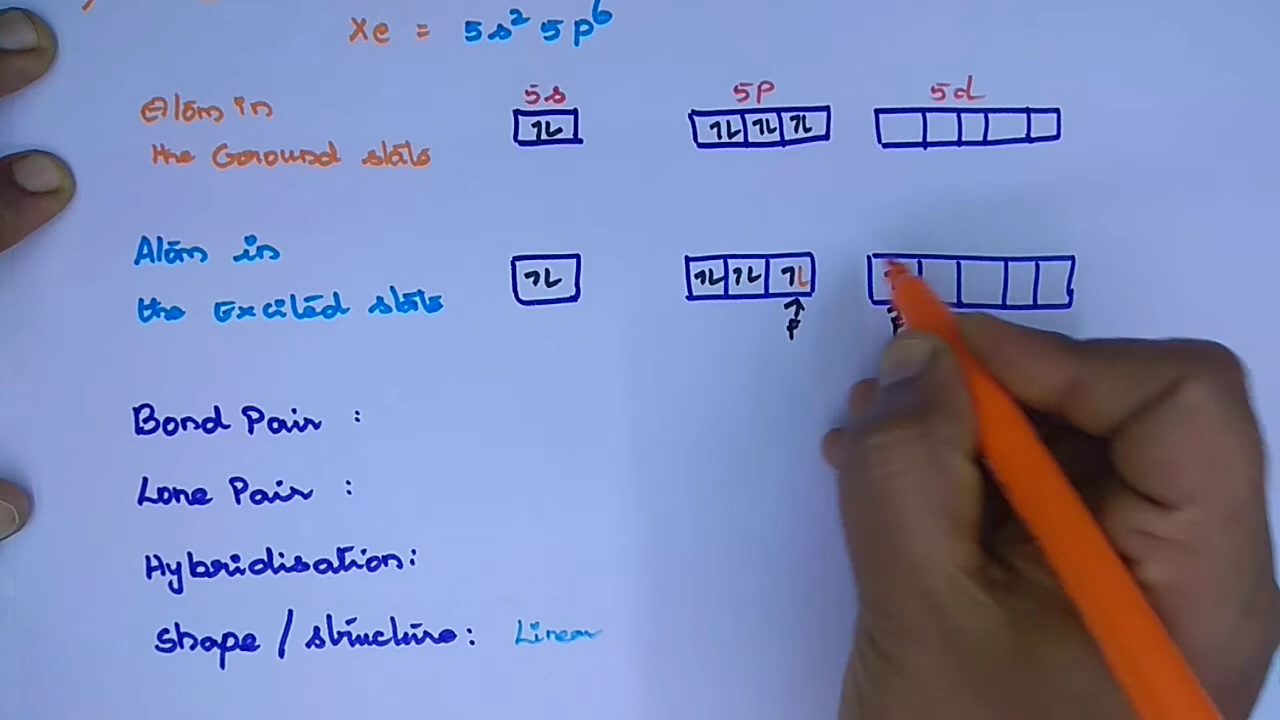 Xe = 5s² 5p⁶
5s 5p 5d
Atom in
the Ground state
Atom in
the Excited state
F
Bond Pair :
Lone Pair :
Hybridisation:
Shape / structure: Linear